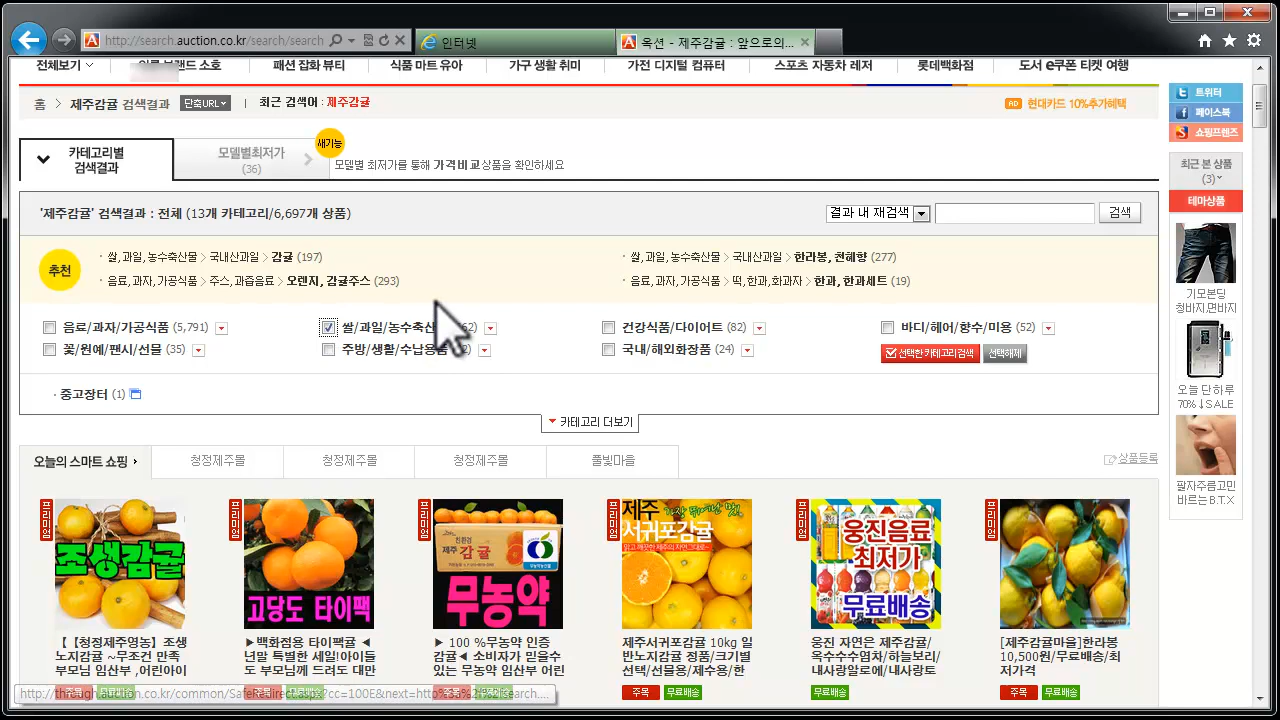 http://search.auction.co.kr/search/search
인터넷
옥션 - 제주감귤 : 앞으로의...
전체보기
브랜드 소호
패션 잡화 뷰티
식품 마트 유아
가구 생활 취미
가전 디지털 컴퓨터
스포츠 자동차 레저
롯데백화점
도서 e쿠폰 티켓 여행
홈 > 제주감귤 검색결과
단축URL
최근 검색어 : 제주감귤
AD 현대카드 10%추가혜택
트위터
페이스북
쇼핑프렌즈
최근 본 상품
(3)
테마상품
카테고리별
검색결과
모델별최저가
(36)
새기능
모델별 최저가를 통해 가격비교상품을 확인하세요
'제주감귤' 검색결과 : 전체 (13개 카테고리/6,697개 상품)
결과 내 재검색
검색
추천
· 쌀,과일,농수축산물 > 국내산과일 > 감귤 (197)
· 쌀,과일,농수축산물 > 국내산과일 > 한라봉, 천혜향 (277)
· 음료,과자,가공식품 > 주스,과즙음료 > 오렌지, 감귤주스 (293)
· 음료,과자,가공식품 > 떡,한과,화과자 > 한과, 한과세트 (19)
음료/과자/가공식품 (5,791)
쌀/과일/농수축산
건강식품/다이어트 (82)
바디/헤어/향수/미용 (52)
꽃/원예/팬시/선물 (35)
주방/생활/수납용품
국내/해외화장품 (24)
선택한 카테고리검색
선택해제
· 중고장터 (1)
카테고리 더보기
기모본딩
청바지,면바지
오늘 단 하루
70%↓SALE
팔자주름고민
바르는 B.T.X
오늘의 스마트 쇼핑
청정제주몰
청정제주몰
청정제주몰
풀빛마을
상품등록
프리미엄
프리미엄
프리미엄
프리미엄
프리미엄
프리미엄
조생감귤
고당도 타이팩
친환경
제주 감귤
무농약
제주
서귀포감귤
웅진음료
최저가
무료배송
【【청정제주영농】조생
노지감귤 ~무조건 만족
부모님 임산부 ,어린이아
▶백화점용 타이팩귤 ◀
년말 특별한 세일!아이들
도 부모님께 드려도 대만
▶ 100 %무농약 인증
감귤◀ 소비자가 믿을수
있는 무농약 임산부 어린
제주서귀포감귤 10kg 일
반노지감귤 정품/크기별
선택/선물용/제수용/한
웅진 자연은 제주감귤/
옥수수수염차/하늘보리/
내사랑알로에/내사랑토
[제주감귤마을]한라봉
10,500원/무료배송/최
저가격
주목
무료배송
무료배송
주목
무료배송
http://through.auction.co.kr/common/SafeRedirect.aspx?cc=100E&next=http%3a%2f%2fsearch....